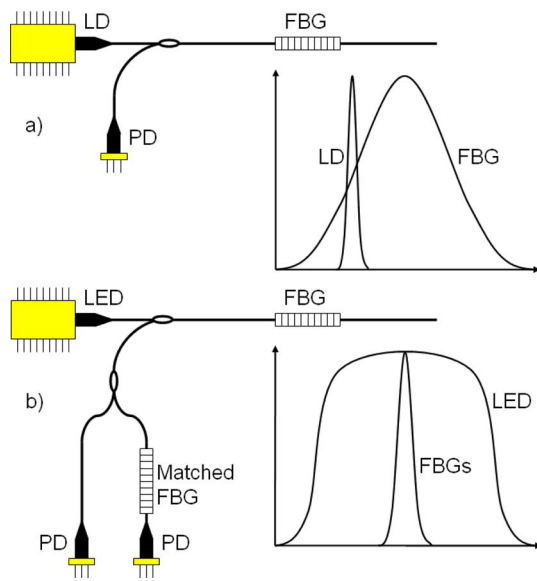 LD
FBG
a)
PD
LD
FBG
LED
FBG
b)
LED
FBGs
Matched
FBG
PD
PD